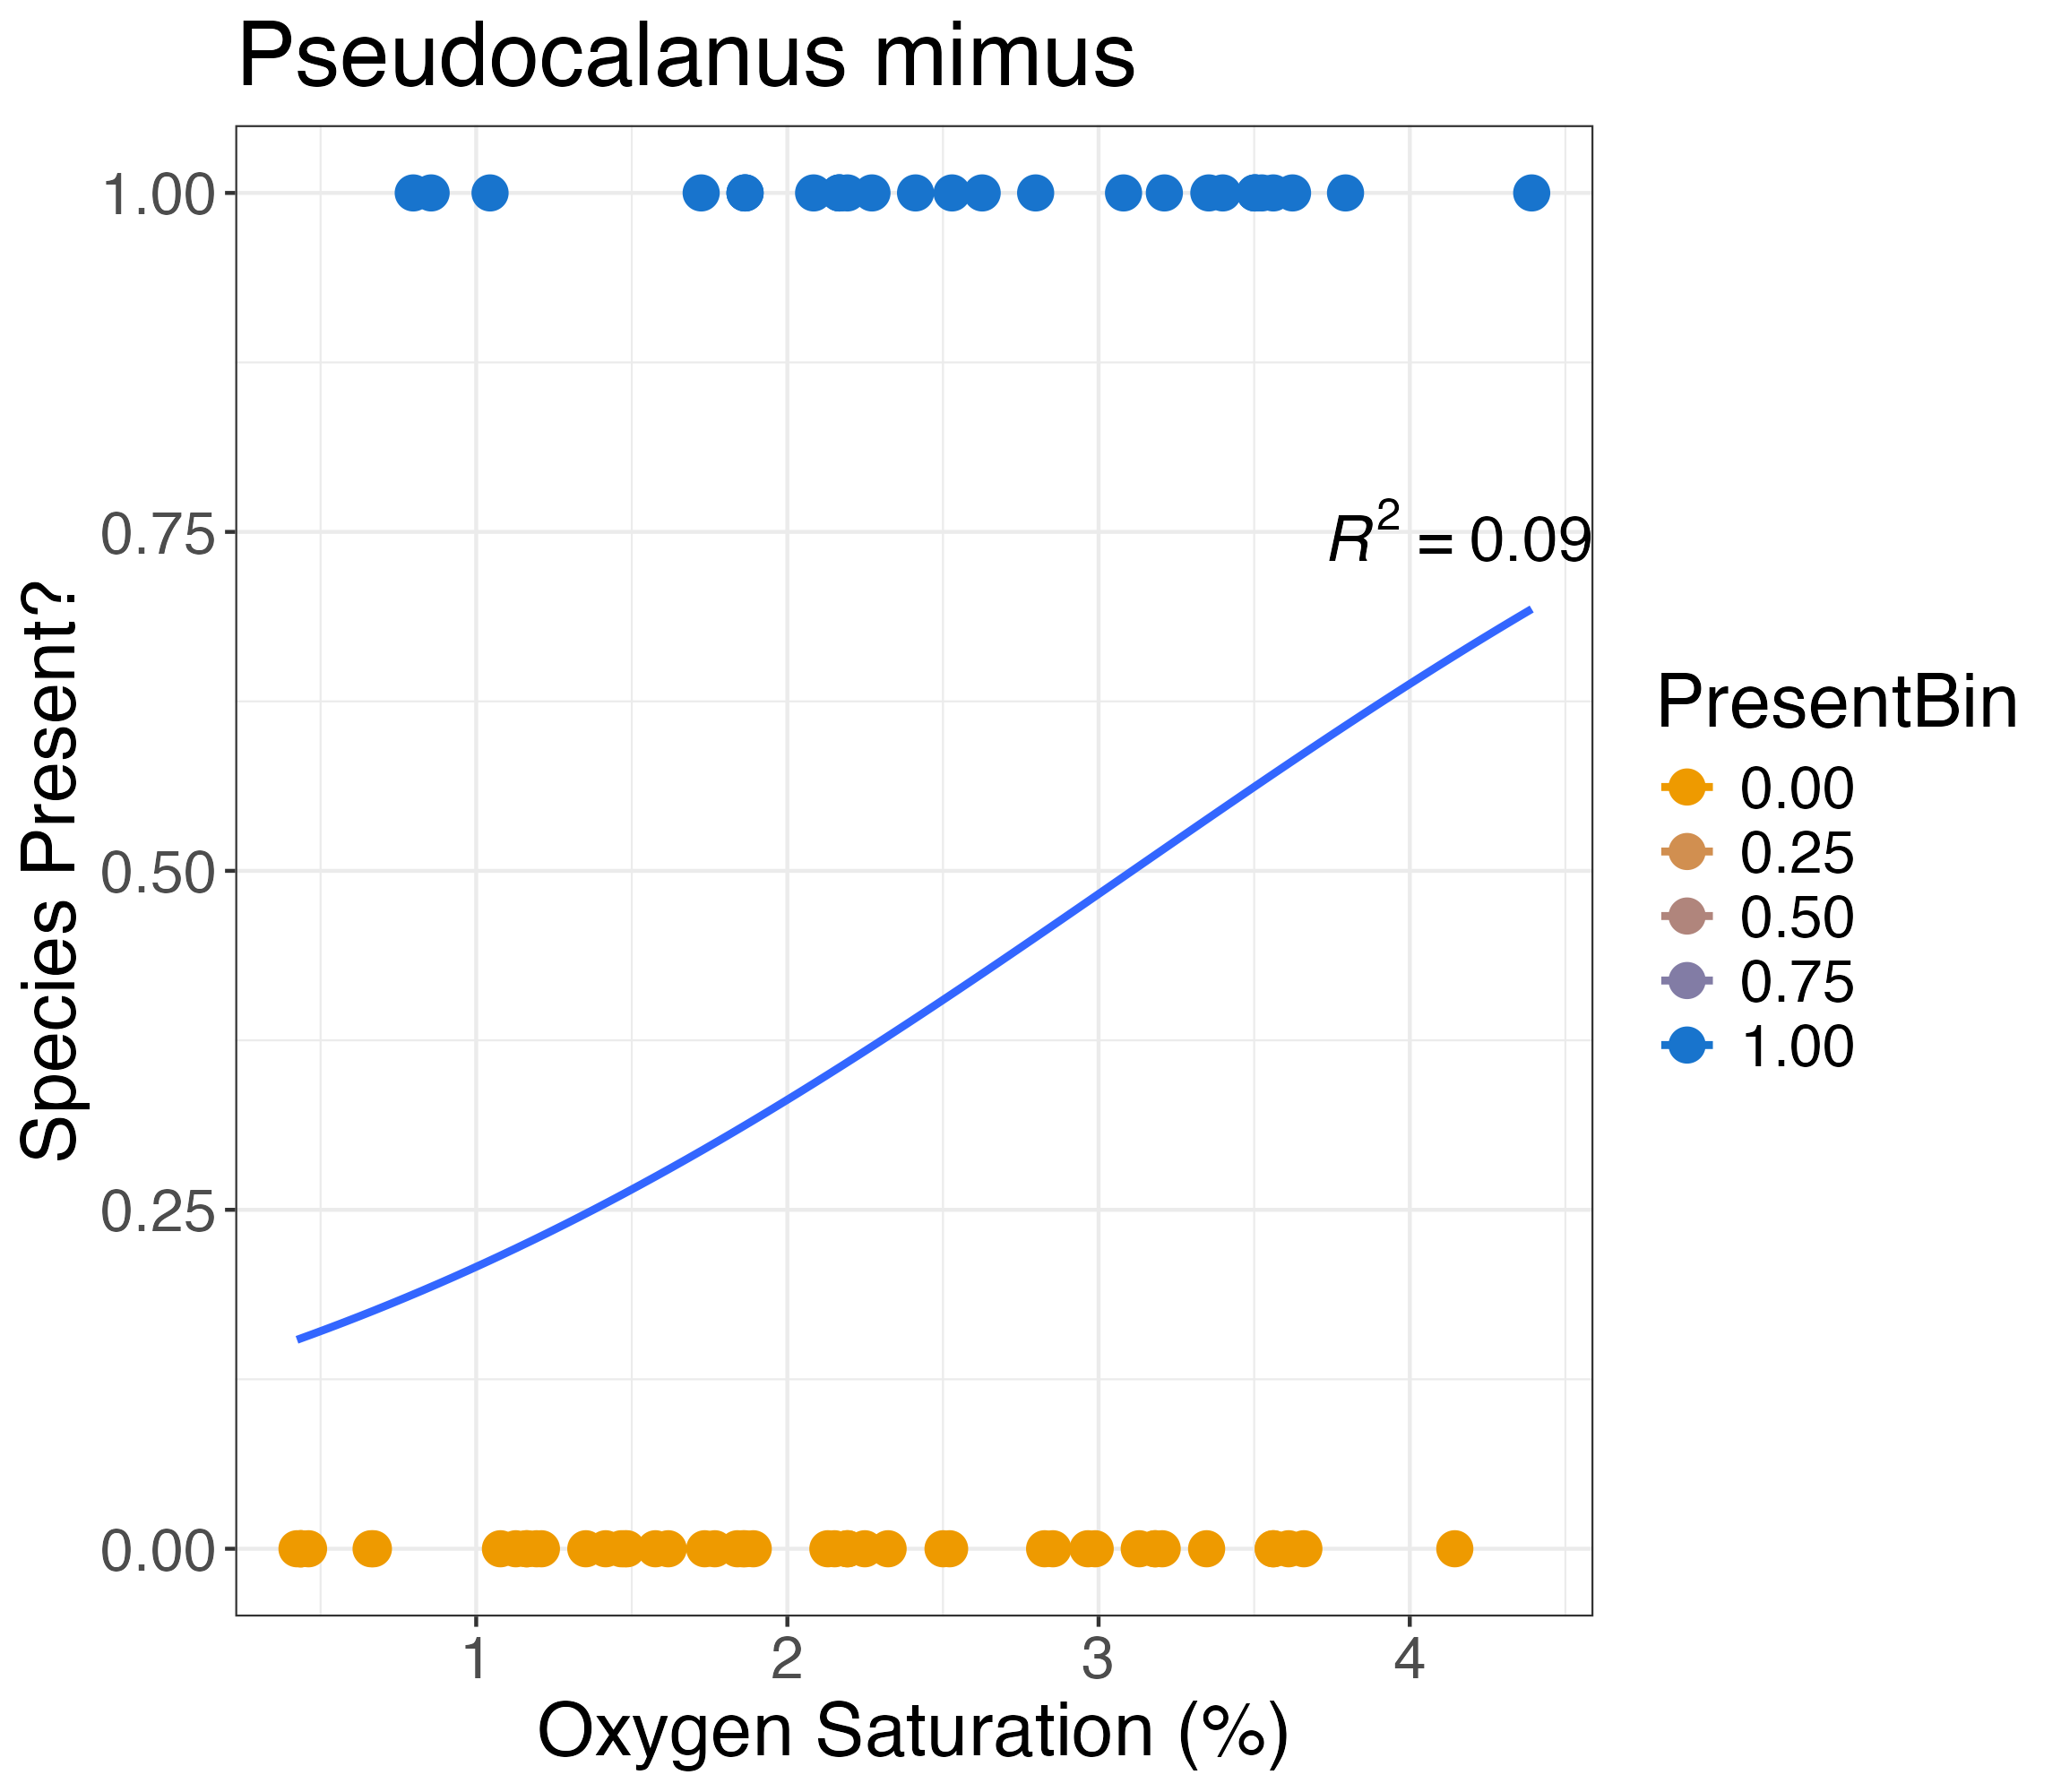 Pseudocalanus mimus
1.00
0.75
0.50
0.25
0.00
Species Present?
R² = 0.09
1 2 3 4
Oxygen Saturation (%)
PresentBin
0.00
0.25
0.50
0.75
1.00